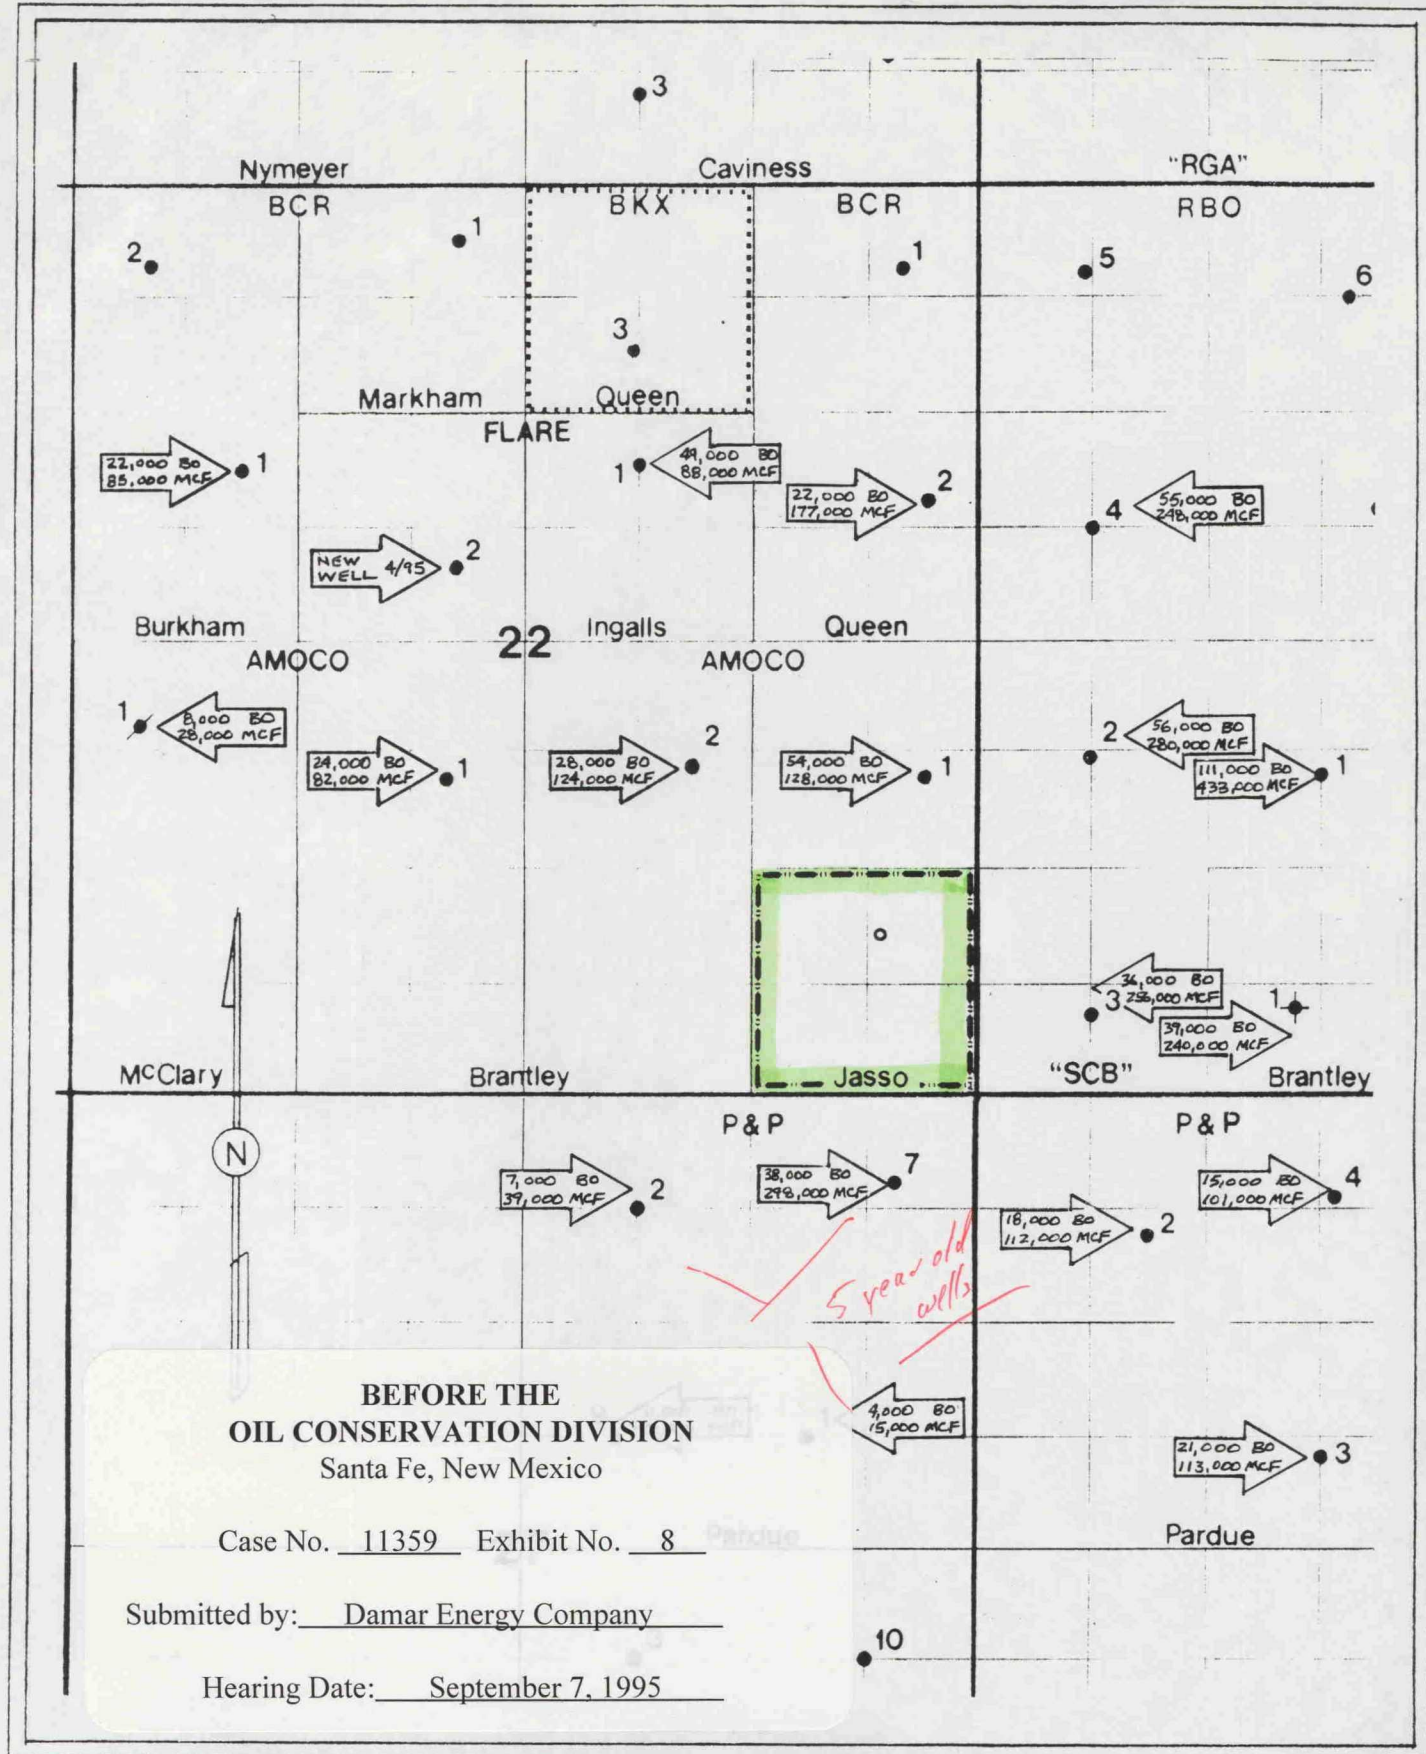 3
Nymeyer
Caviness
"RGA"
BCR
BKX
BCR
RBO
2
1
1
5
6
3
Markham
Queen
FLARE
22,000 BO
85,000 MCF
1
1
49,000 BO
88,000 MCF
22,000 BO
177,000 MCF
2
4
55,000 BO
248,000 MCF
NEW
WELL 4/95
2
Burkham
22
Ingalls
Queen
AMOCO
AMOCO
1
8,000 BO
28,000 MCF
24,000 BO
82,000 MCF
1
28,000 BO
124,000 MCF
2
54,000 BO
128,000 MCF
1
2
56,000 BO
280,000 MCF
111,000 BO
433,000 MCF
1
36,000 BO
256,000 MCF
3
1
39,000 BO
240,000 MCF
McClary
Brantley
Jasso
"SCB"
Brantley
P & P
P & P
N
7,000 BO
39,000 MCF
2
38,000 BO
298,000 MCF
7
15,000 BO
101,000 MCF
4
18,000 BO
112,000 MCF
2
5 year old
wells
4,000 BO
15,000 MCF
21,000 BO
113,000 MCF
3
Pardue
BEFORE THE
OIL CONSERVATION DIVISION
Santa Fe, New Mexico
Case No. 11359 Exhibit No. 8
Pardue
Submitted by: Damar Energy Company
Hearing Date: September 7, 1995
10